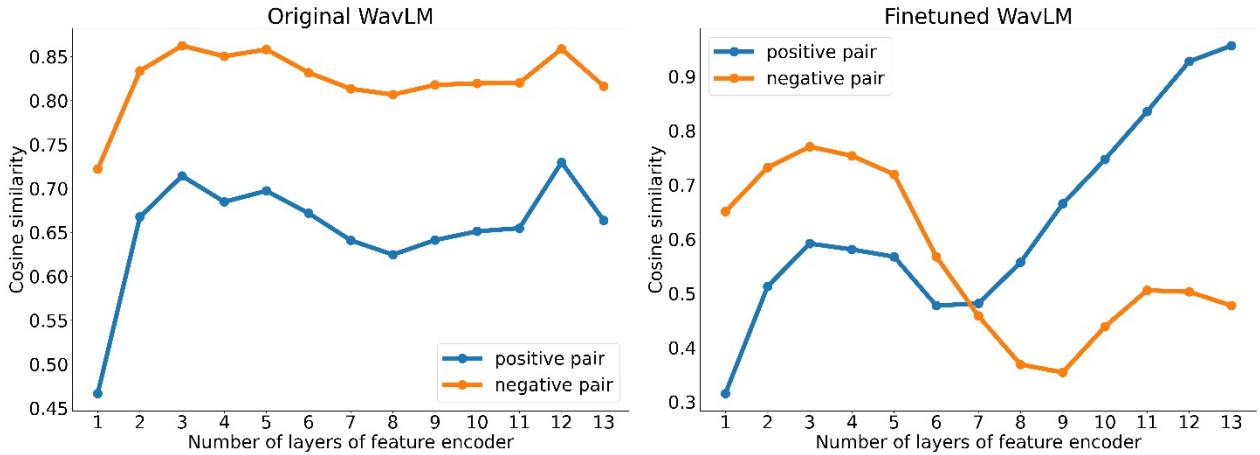 Original WavLM
0.85
0.80
0.75
0.70
0.65
0.60
0.55
0.50
0.45
Cosine similarity
positive pair
negative pair
1 2 3 4 5 6 7 8 9 10 11 12 13
Number of layers of feature encoder
Finetuned WavLM
positive pair
negative pair
0.9
0.8
0.7
0.6
0.5
0.4
0.3
Cosine similarity
1 2 3 4 5 6 7 8 9 10 11 12 13
Number of layers of feature encoder